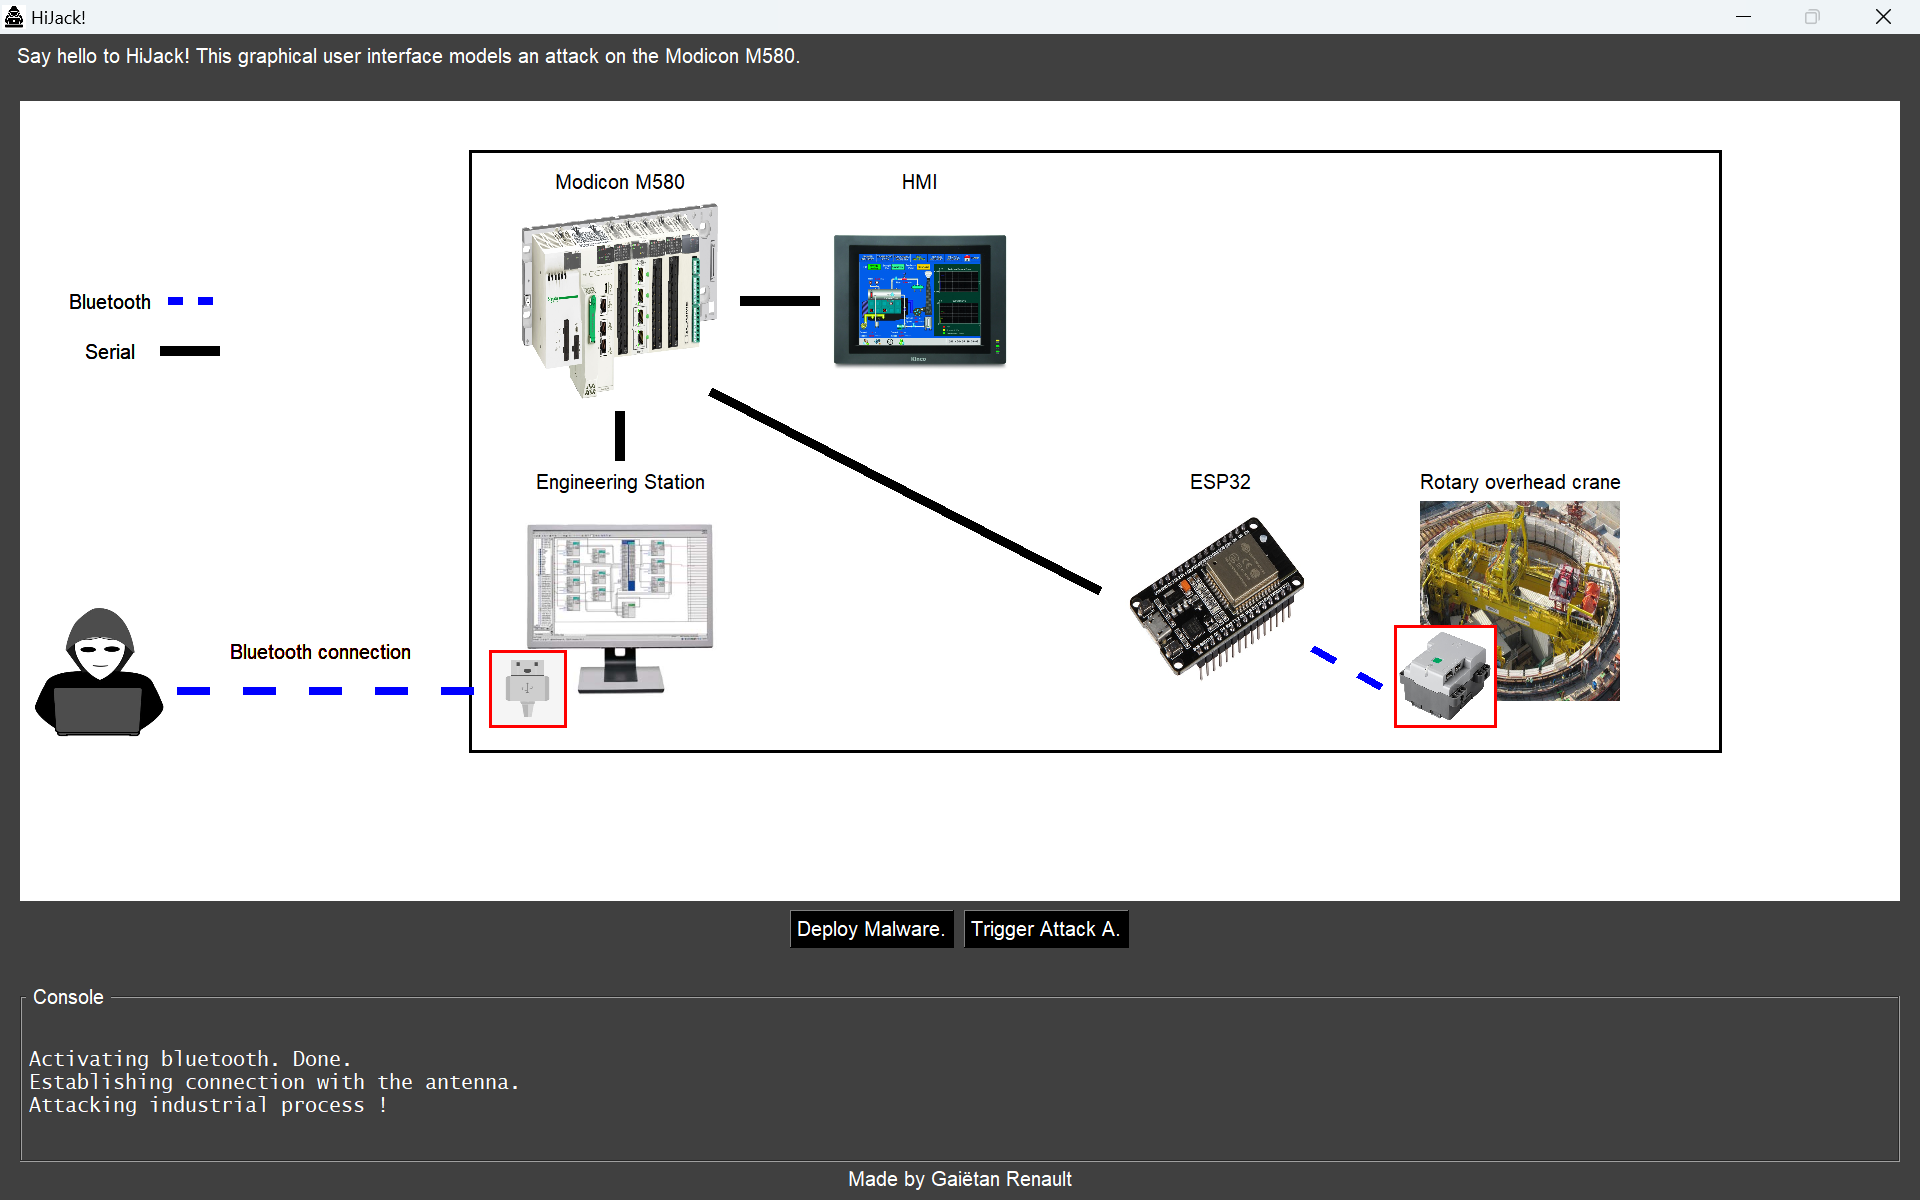 HiJack!
Say hello to HiJack! This graphical user interface models an attack on the Modicon M580.
Modicon M580
HMI
Bluetooth
Serial
Kinco
Engineering Station
ESP32
Rotary overhead crane
Bluetooth connection
Deploy Malware.
Trigger Attack A.
Console
Activating bluetooth. Done.
Establishing connection with the antenna.
Attacking industrial process !
Made by Gaiëtan Renault